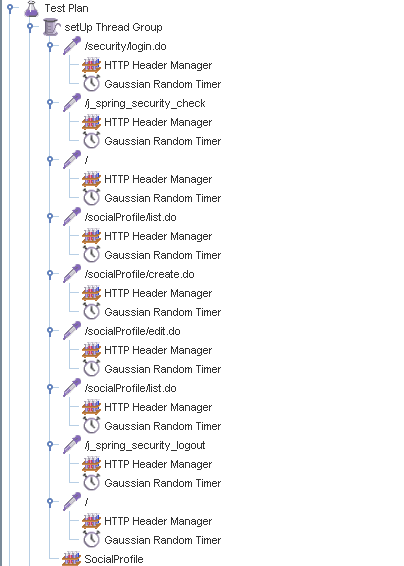 Test Plan
setUp Thread Group
/security/login.do
HTTP Header Manager
Gaussian Random Timer
/j_spring_security_check
HTTP Header Manager
Gaussian Random Timer
/
HTTP Header Manager
Gaussian Random Timer
/socialProfile/list.do
HTTP Header Manager
Gaussian Random Timer
/socialProfile/create.do
HTTP Header Manager
Gaussian Random Timer
/socialProfile/edit.do
HTTP Header Manager
Gaussian Random Timer
/socialProfile/list.do
HTTP Header Manager
Gaussian Random Timer
/j_spring_security_logout
HTTP Header Manager
Gaussian Random Timer
/
HTTP Header Manager
Gaussian Random Timer
SocialProfile